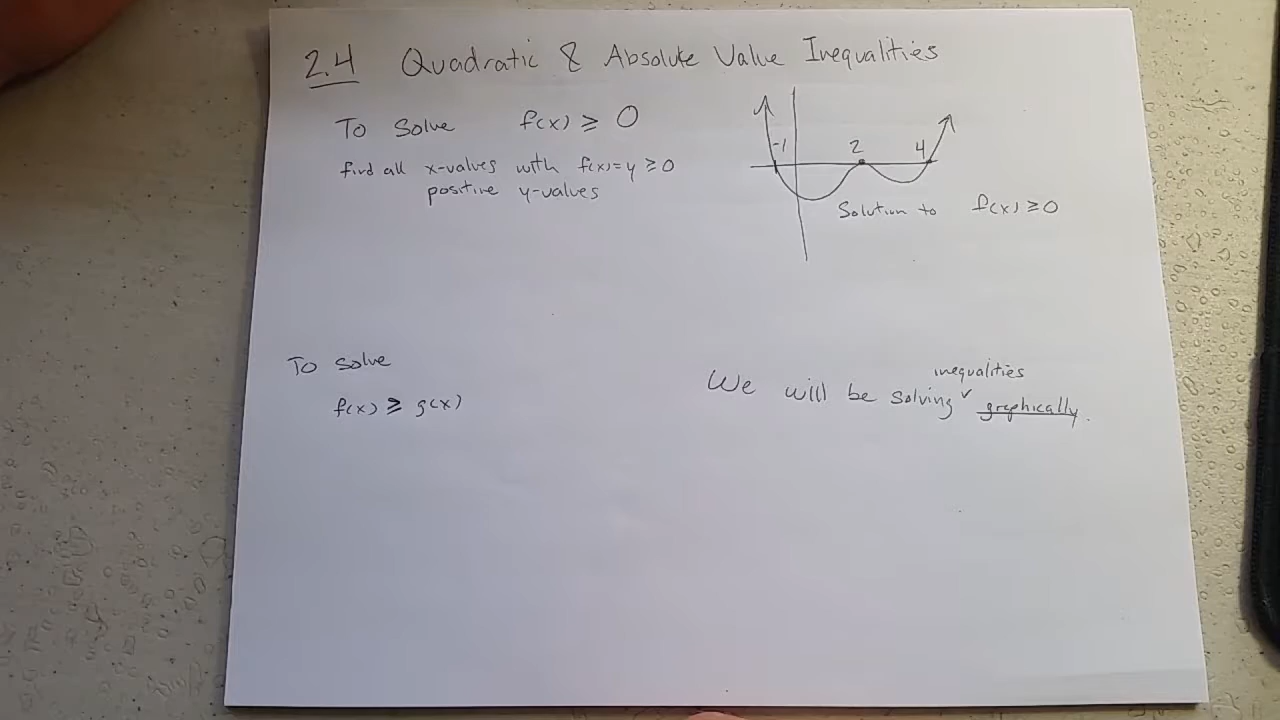 2.4 Quadratic & Absolute Value Inequalities
To solve f(x) ≥ 0
find all x-values with f(x)=y ≥0
positive y-values
-1 2 4
Solution to f(x) ≥0
To solve
f(x) ≥ g(x)
inequalities
We will be solving ˅ graphically.